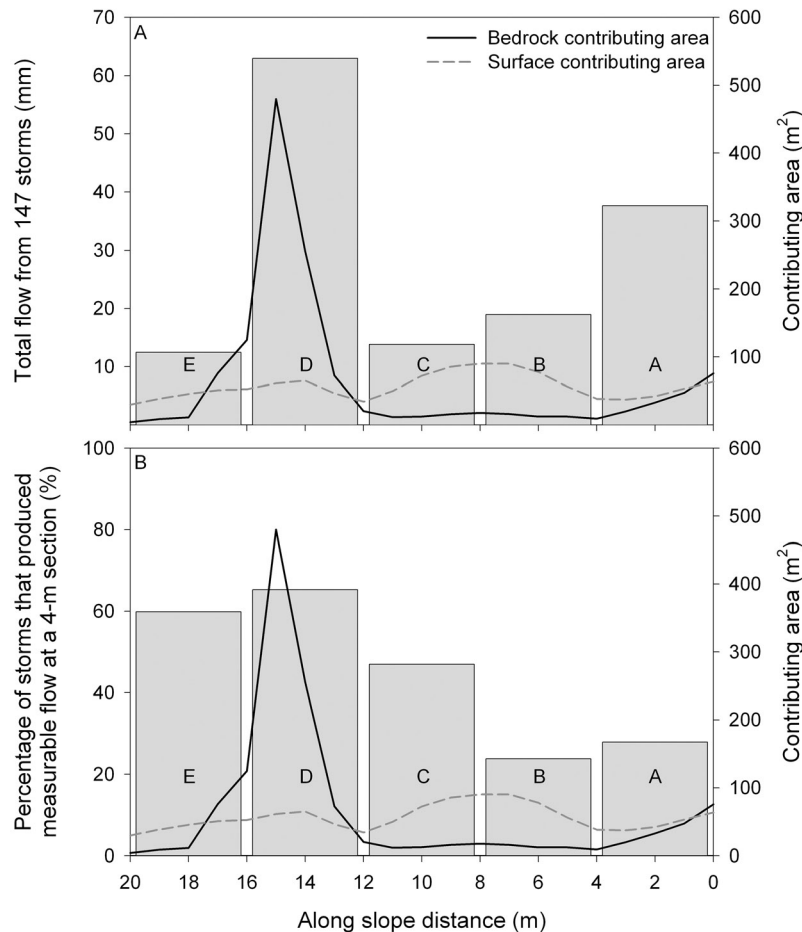 A
Bedrock contributing area
Surface contributing area
Total flow from 147 storms (mm)
70
60
50
40
30
20
10
600
500
400
300
200
100
0
Contributing area (m²)
E
D
C
B
A
B
Percentage of storms that produced
measurable flow at a 4-m section (%)
100
80
60
40
20
0
600
500
400
300
200
100
0
Contributing area (m²)
E
D
C
B
A
20 18 16 14 12 10 8 6 4 2 0
Along slope distance (m)